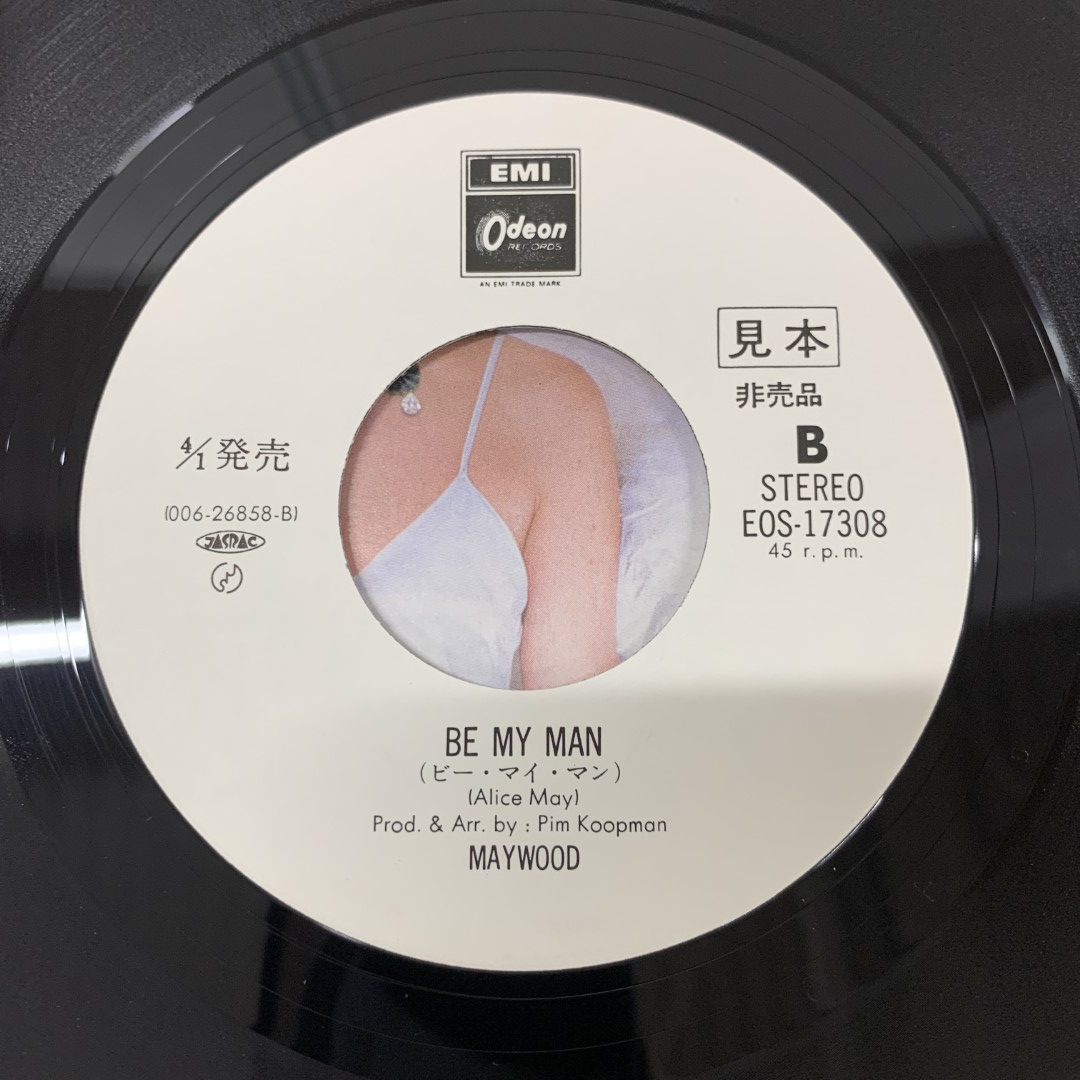 EMI
Odeon
RECORDS
AN EMI TRADE MARK
見本
非売品
B
STEREO
EOS-17308
45 r.p.m.
4/1発売
(006-26858-B)
JASRAC
BE MY MAN
(ビー・マイ・マン)
(Alice May)
Prod. & Arr. by : Pim Koopman
MAYWOOD